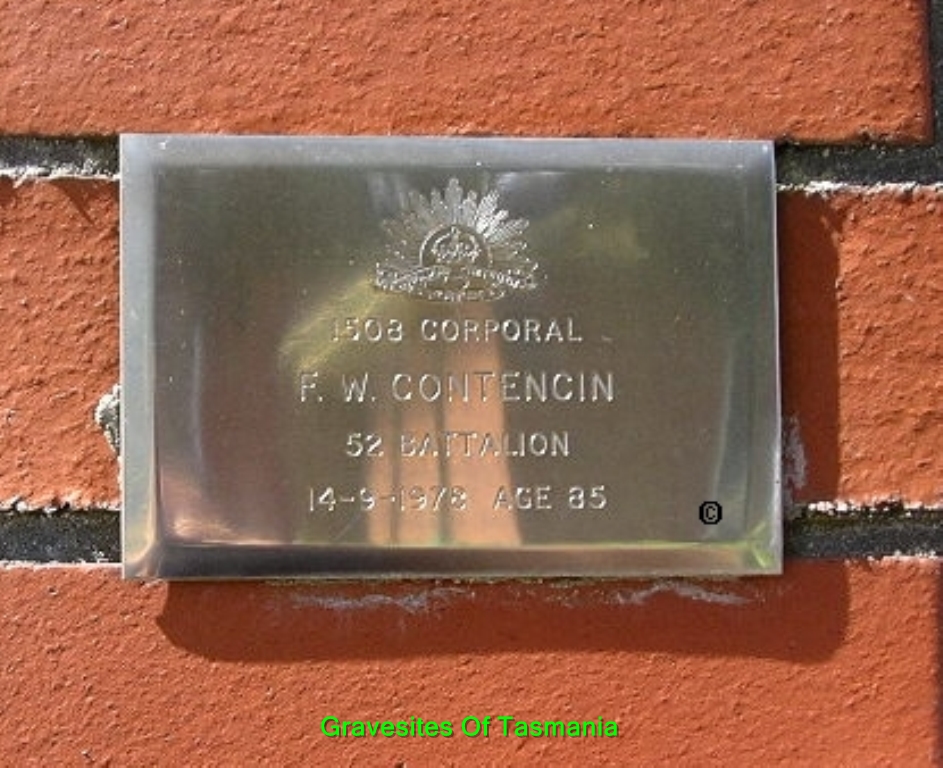 1508 CORPORAL
F. W. CONTENCIN
52 BATTALION
14-9-1978 AGE 85
©
Gravesites Of Tasmania